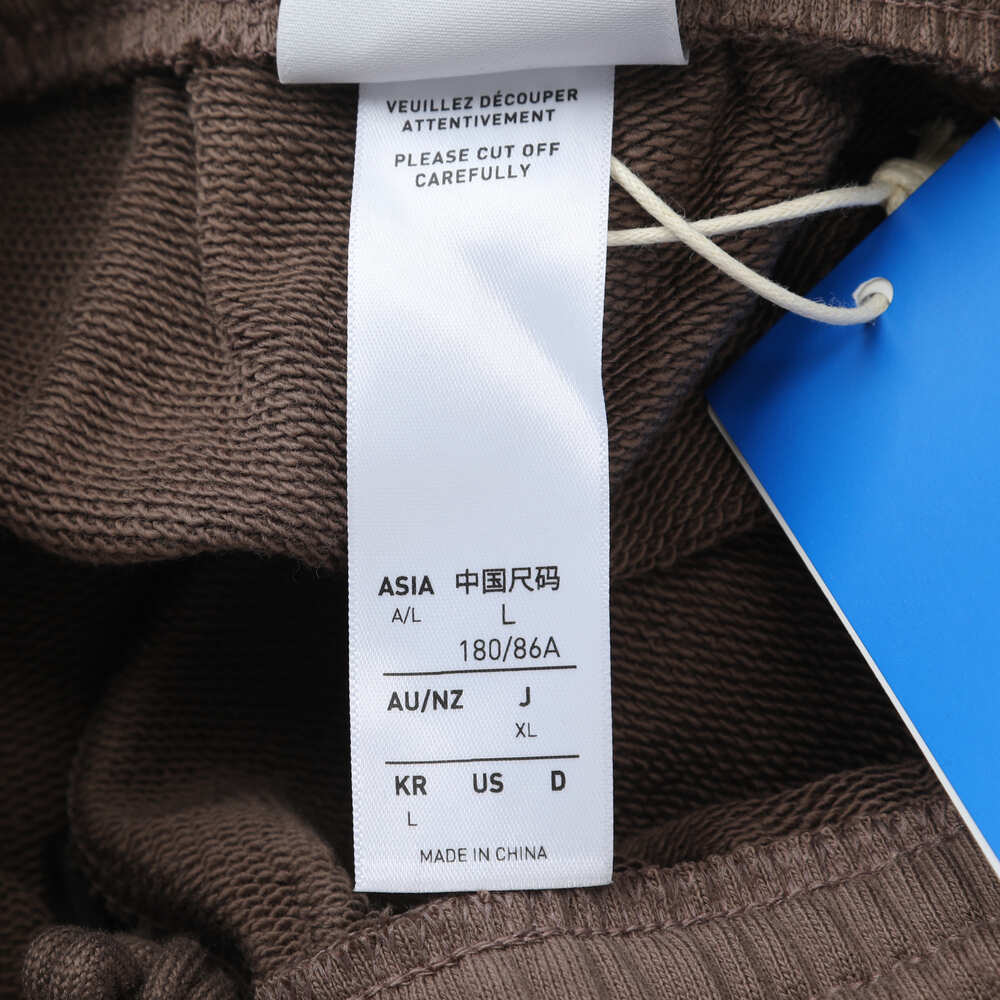 VEUILLEZ DÉCOUPER
ATTENTIVEMENT
PLEASE CUT OFF
CAREFULLY
ASIA 中国尺码
A/L L
180/86A
AU/NZ J
XL
KR US D
L
MADE IN CHINA